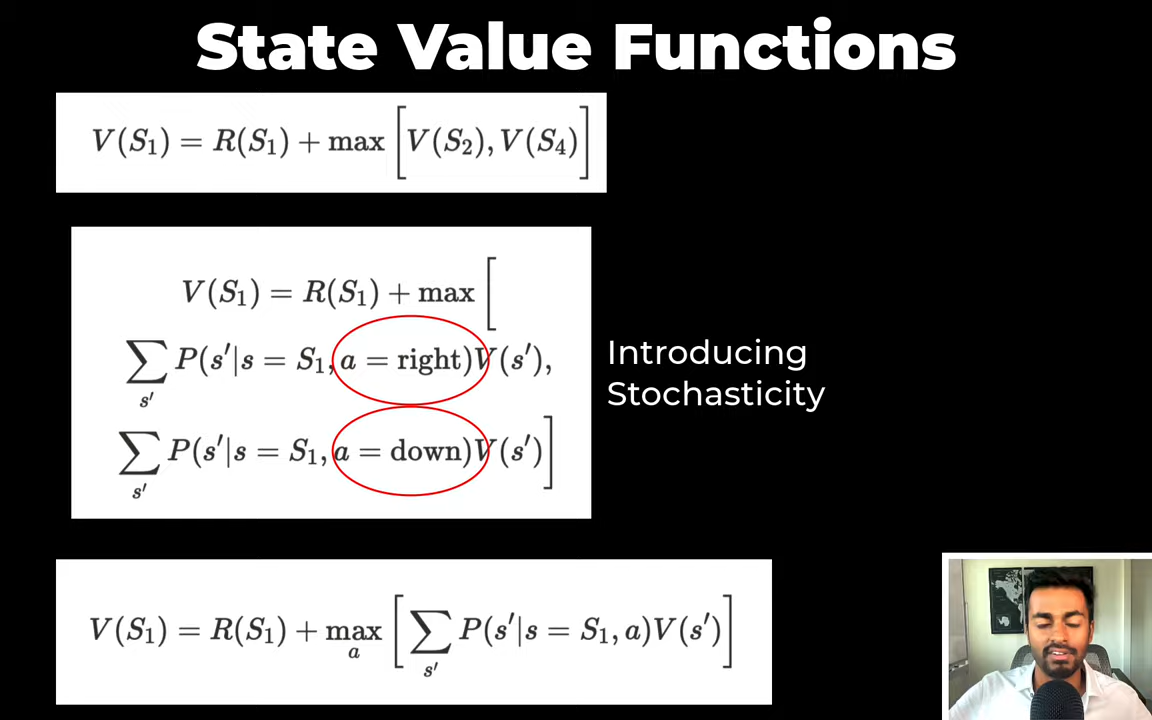 State Value Functions
V(S₁) = R(S₁) + max [V(S₂), V(S₄)]
V(S₁) = R(S₁) + max [
∑ P(s′|s = S₁, a = right)V(s′),
s′
∑ P(s′|s = S₁, a = down)V(s′)]
s′
Introducing
Stochasticity
V(S₁) = R(S₁) + max [∑ P(s′|s = S₁, a)V(s′)]
a s′